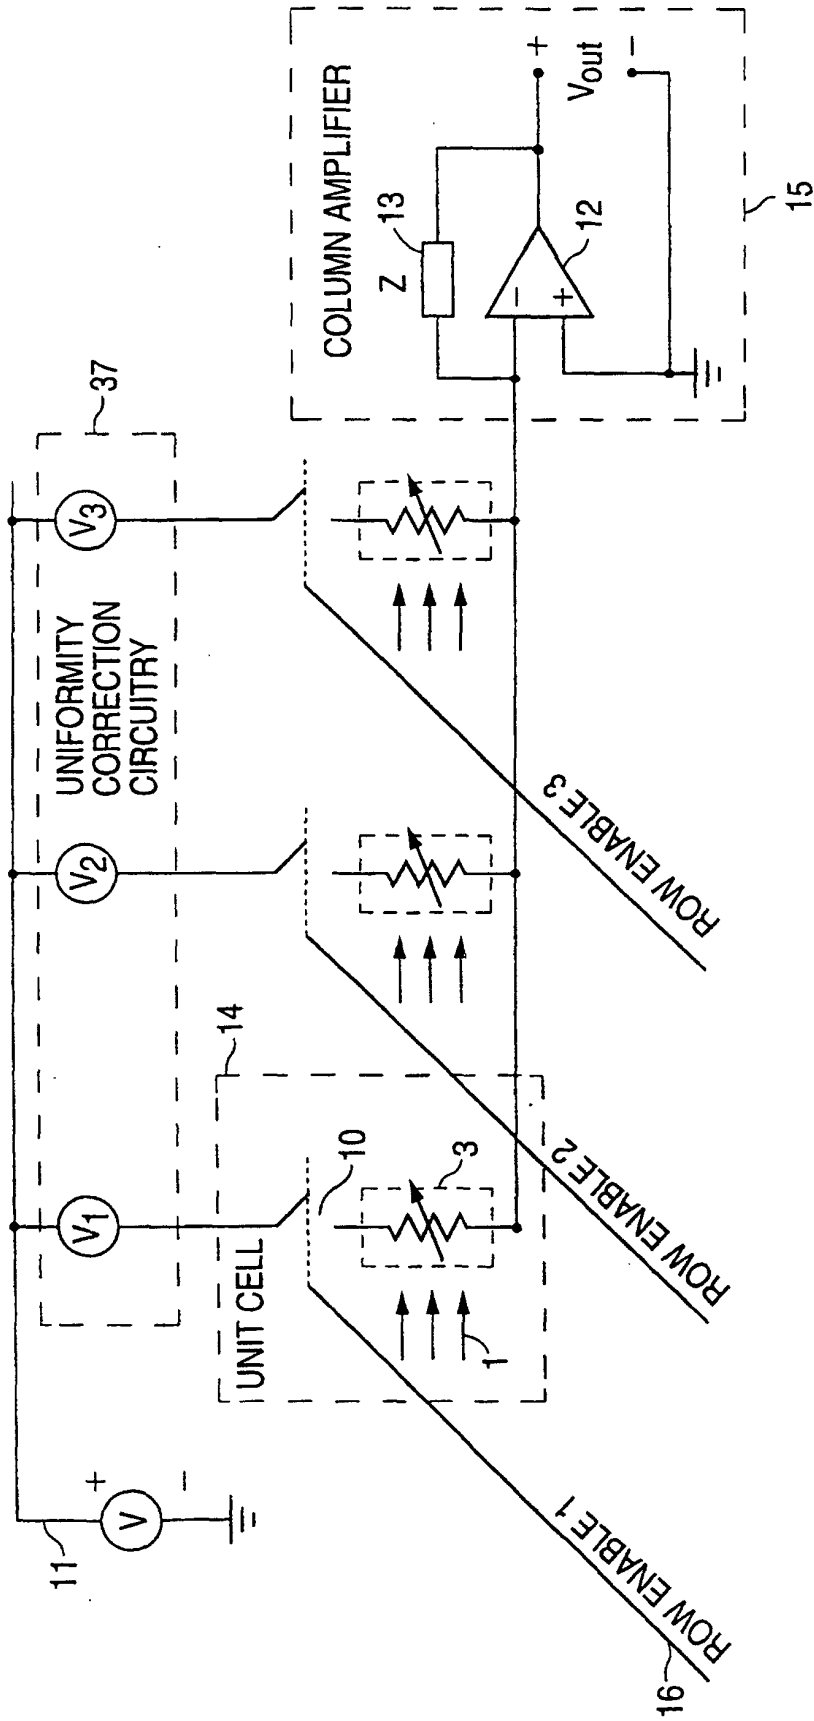 11
V
+
−
37
UNIFORMITY
CORRECTION
CIRCUITRY
V1
V2
V3
14
UNIT CELL
10
3
1
16
ROW ENABLE 1
ROW ENABLE 2
ROW ENABLE 3
COLUMN AMPLIFIER
Z
13
−
+
12
+
Vout
−
15